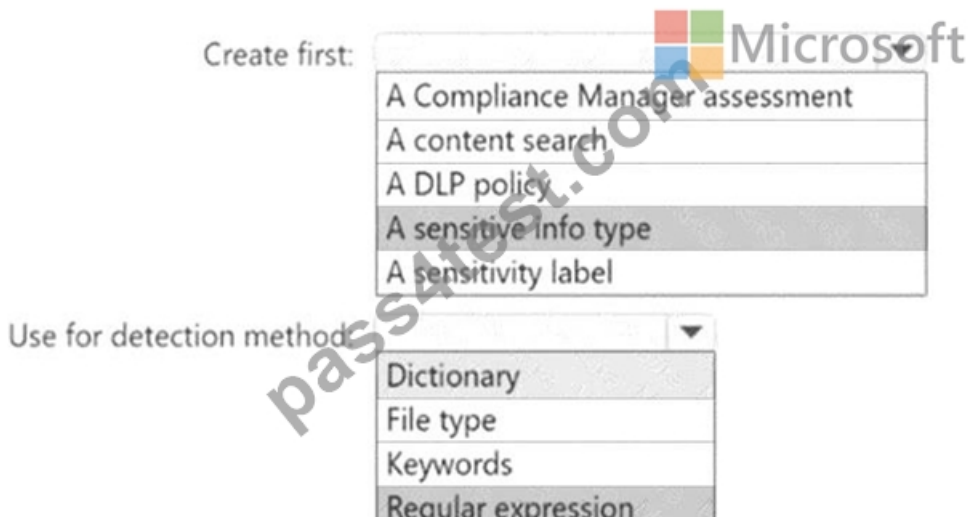 Microsoft
Create first:
A Compliance Manager assessment
A content search
A DLP policy
A sensitive info type
A sensitivity label
Use for detection method:
Dictionary
File type
Keywords
Regular expression
pass4test.com